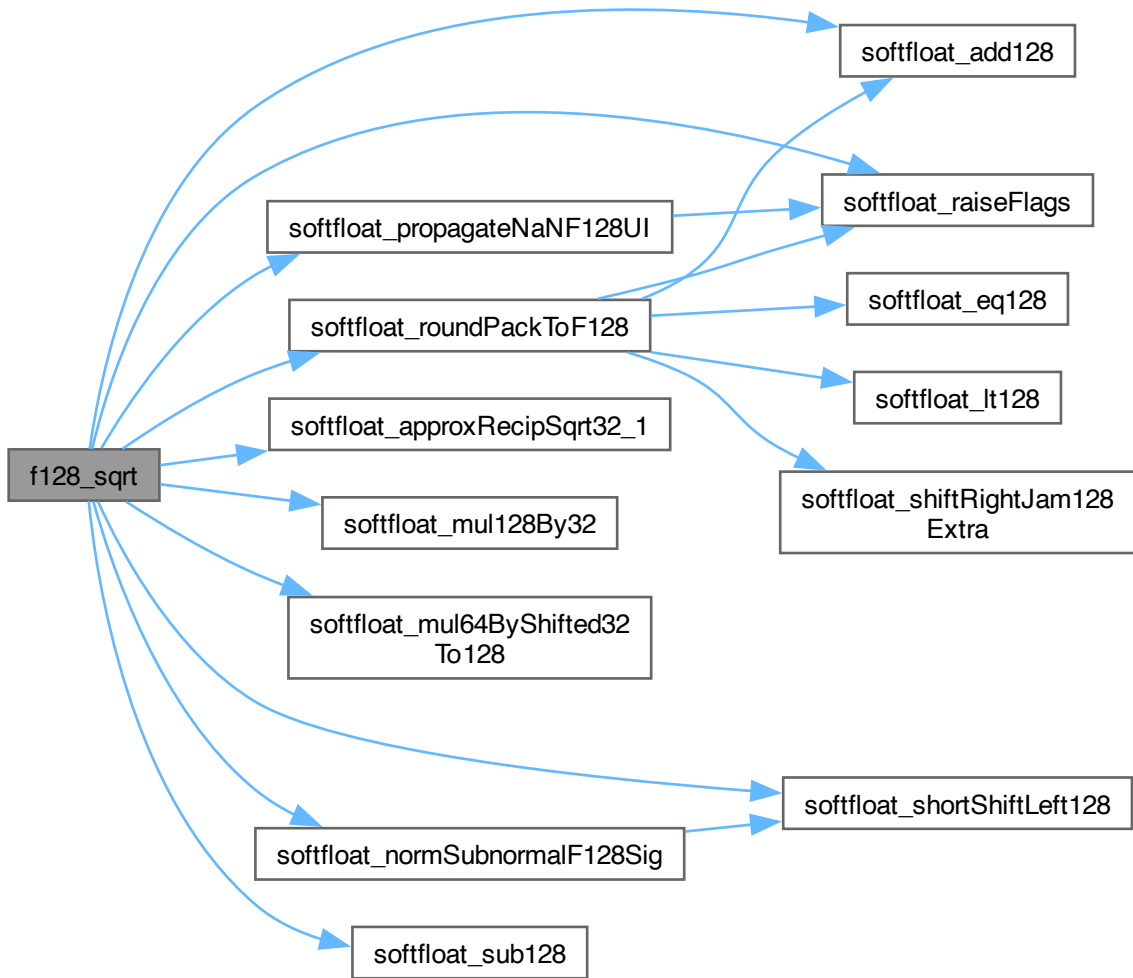 softfloat_add128
softfloat_raiseFlags
softfloat_propagateNaNF128UI
softfloat_eq128
softfloat_roundPackToF128
softfloat_lt128
softfloat_approxRecipSqrt32_1
f128_sqrt
softfloat_shiftRightJam128
Extra
softfloat_mul128By32
softfloat_mul64ByShifted32
To128
softfloat_shortShiftLeft128
softfloat_normSubnormalF128Sig
softfloat_sub128